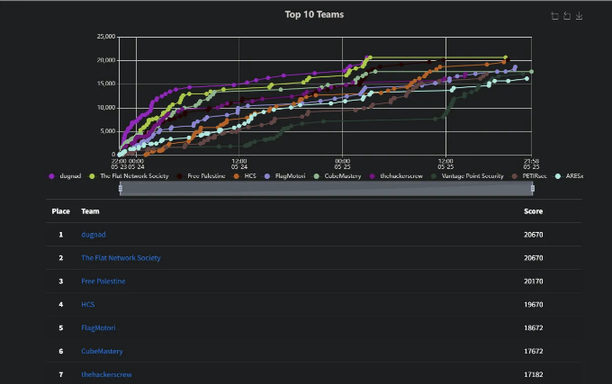 Top 10 Teams
25,000
20,000
15,000
10,000
5,000
0
22:00 00:00 12:00 00:00 12:00 21:58
05-23 05-24 05-24 05-25 05-25 05-25
dugnad The Flat Network Society Free Palestine HCS FlagMotori CubeMastery thehackerscrew Vantage Point Security PETIRsec ARESx
Place Team Score
1 dugnad 20670
2 The Flat Network Society 20670
3 Free Palestine 20170
4 HCS 19670
5 FlagMotori 18672
6 CubeMastery 17672
7 thehackerscrew 17182